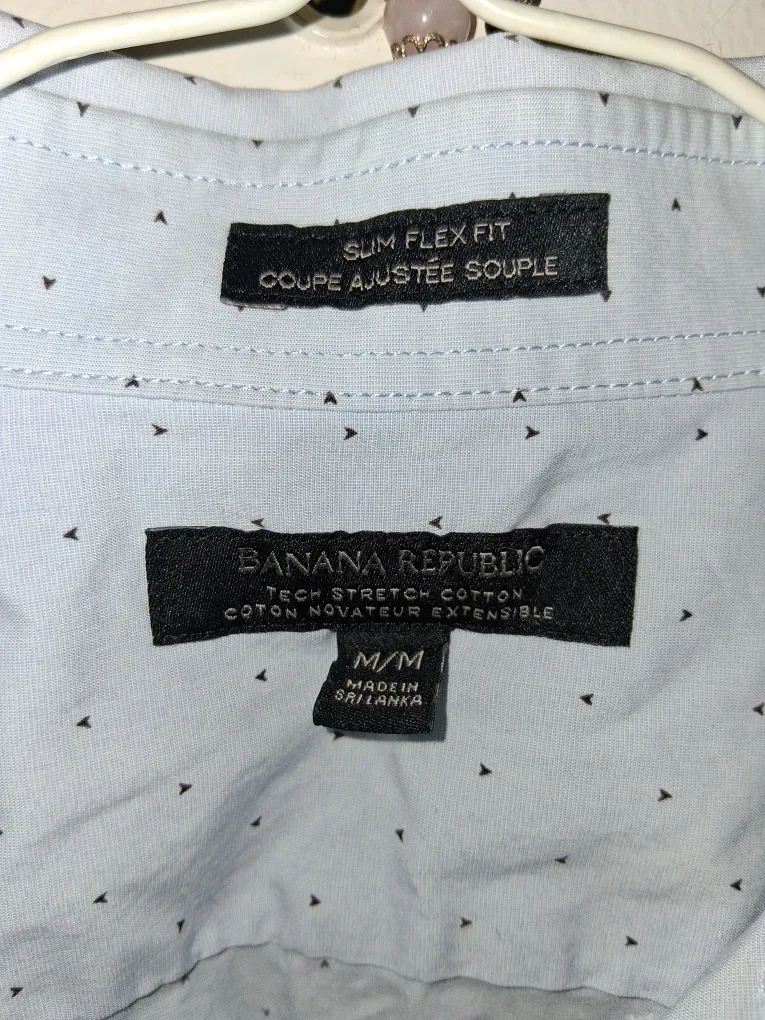 SLIM FLEX FIT
COUPE AJUSTÉE SOUPLE
BANANA REPUBLIC
TECH STRETCH COTTON
COTON NOVATEUR EXTENSIBLE
M/M
MADE IN
SRI LANKA